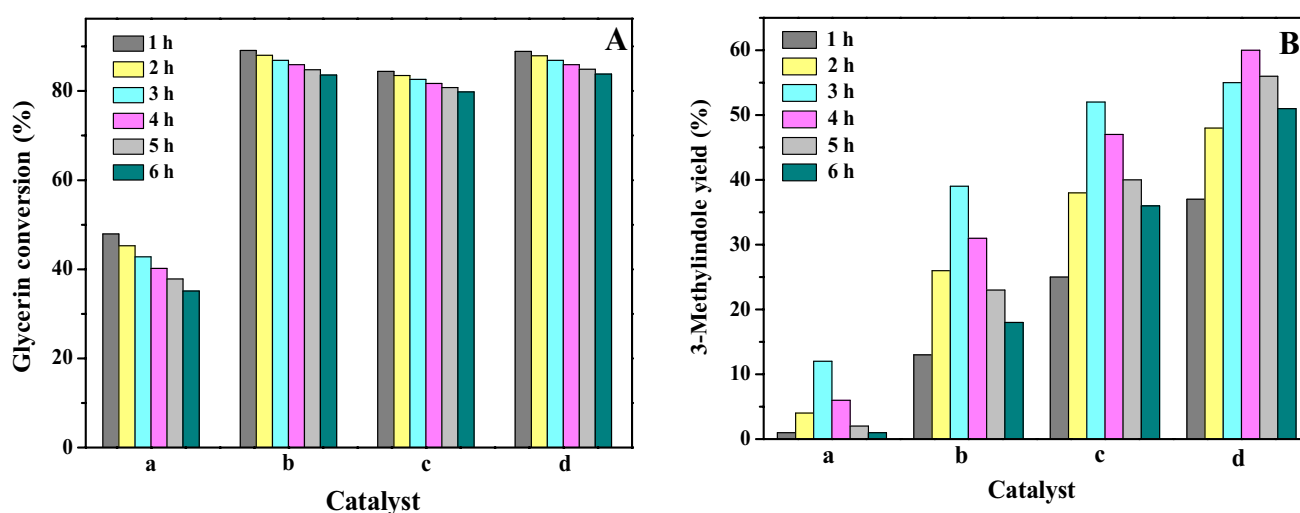 A
1 h
2 h
3 h
4 h
5 h
6 h
Glycerin conversion (%)
80
60
40
20
0
a b c d
Catalyst
B
1 h
2 h
3 h
4 h
5 h
6 h
3-Methylindole yield (%)
60
50
40
30
20
10
0
a b c d
Catalyst